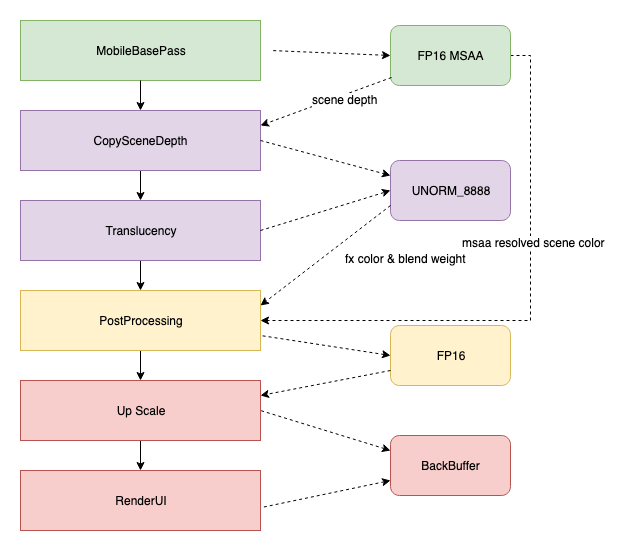 MobileBasePass
FP16 MSAA
scene depth
CopySceneDepth
UNORM_8888
Translucency
msaa resolved scene color
fx color & blend weight
PostProcessing
FP16
Up Scale
BackBuffer
RenderUI